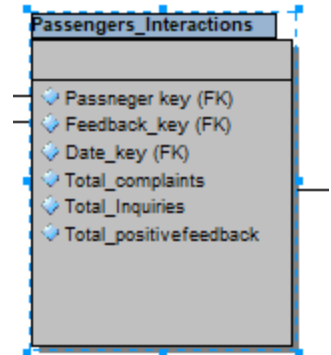 Passengers_Interactions
Passneger key (FK)
Feedback_key (FK)
Date_key (FK)
Total_complaints
Total_Inquiries
Total_positivefeedback